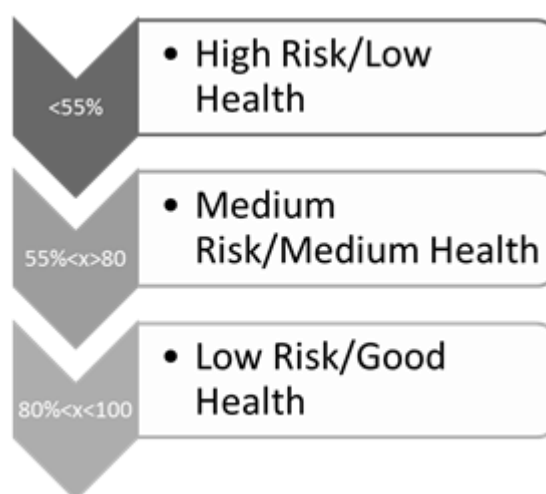 <55%
• High Risk/Low
Health
55%<x>80
• Medium
Risk/Medium Health
80%<x<100
• Low Risk/Good
Health